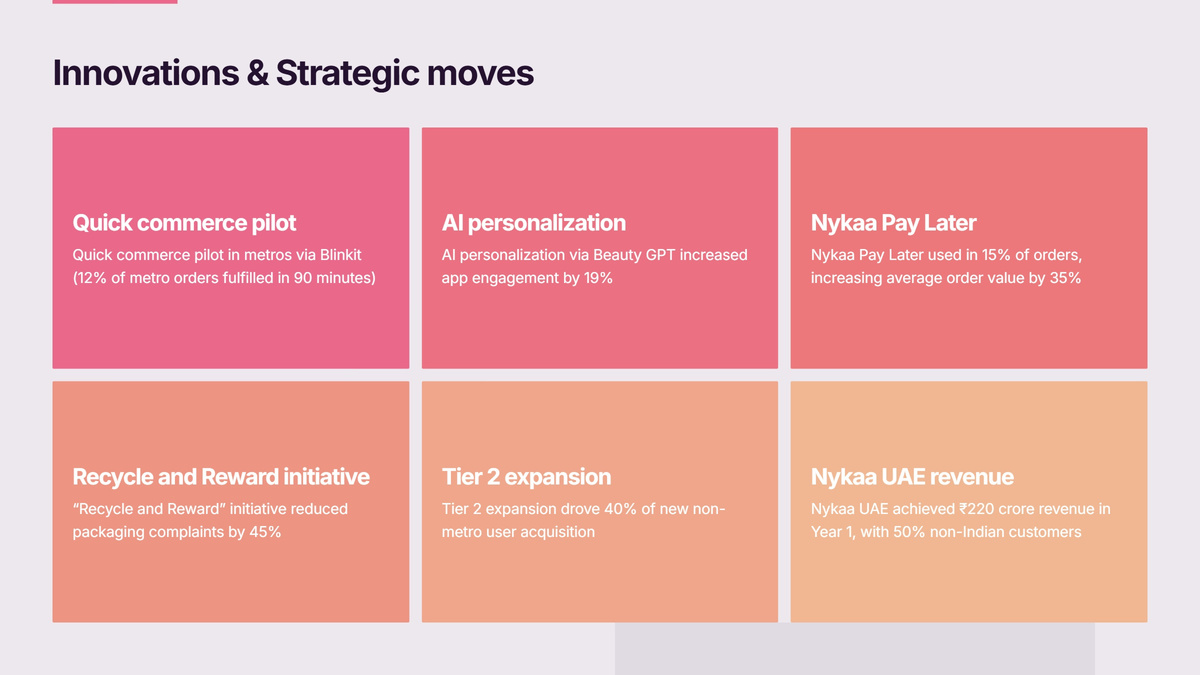 Innovations & Strategic moves
Quick commerce pilot
Quick commerce pilot in metros via Blinkit
(12% of metro orders fulfilled in 90 minutes)
AI personalization
AI personalization via Beauty GPT increased
app engagement by 19%
Nykaa Pay Later
Nykaa Pay Later used in 15% of orders,
increasing average order value by 35%
Recycle and Reward initiative
“Recycle and Reward” initiative reduced
packaging complaints by 45%
Tier 2 expansion
Tier 2 expansion drove 40% of new non-
metro user acquisition
Nykaa UAE revenue
Nykaa UAE achieved ₹220 crore revenue in
Year 1, with 50% non-Indian customers